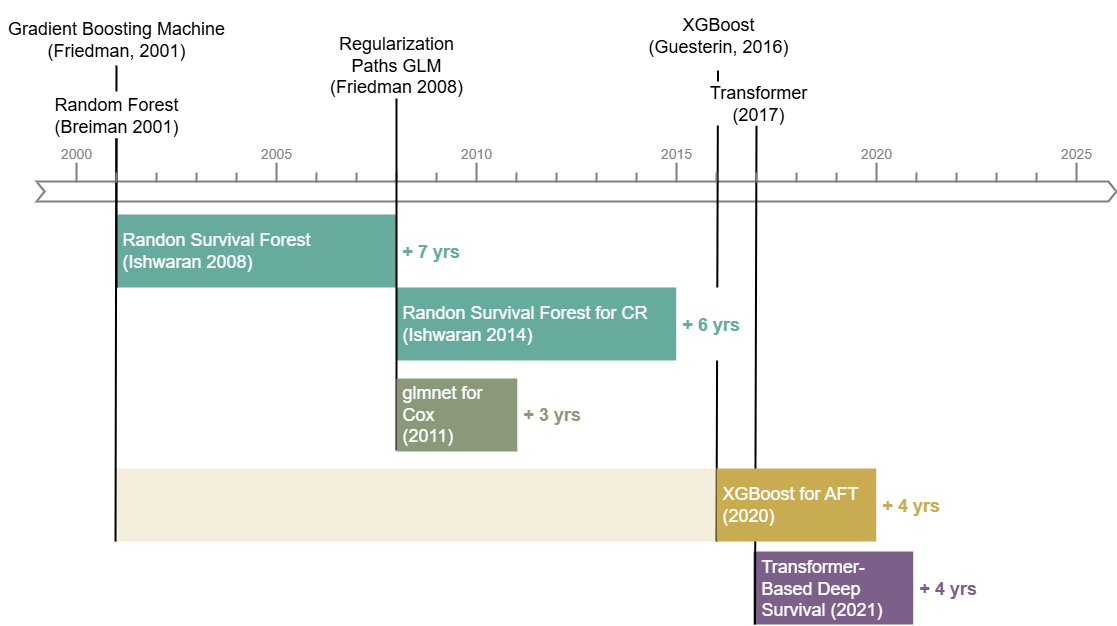 Gradient Boosting Machine
(Friedman, 2001)
Random Forest
(Breiman 2001)
Regularization
Paths GLM
(Friedman 2008)
XGBoost
(Guesterin, 2016)
Transformer
(2017)
2000
2005
2010
2015
2020
2025
Randon Survival Forest
(Ishwaran 2008)
+ 7 yrs
Randon Survival Forest for CR
(Ishwaran 2014)
+ 6 yrs
glmnet for
Cox
(2011)
+ 3 yrs
XGBoost for AFT
(2020)
+ 4 yrs
Transformer-
Based Deep
Survival (2021)
+ 4 yrs